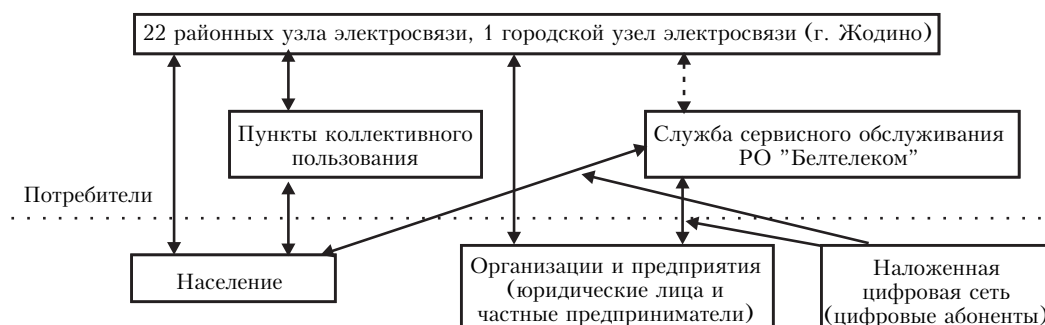 22 районных узла электросвязи, 1 городской узел электросвязи (г. Жодино)
Пункты коллективного
пользования
Служба сервисного обслуживания
РО "Белтелеком"
Потребители
Население
Организации и предприятия
(юридические лица и
частные предприниматели)
Наложенная
цифровая сеть
(цифровые абоненты)